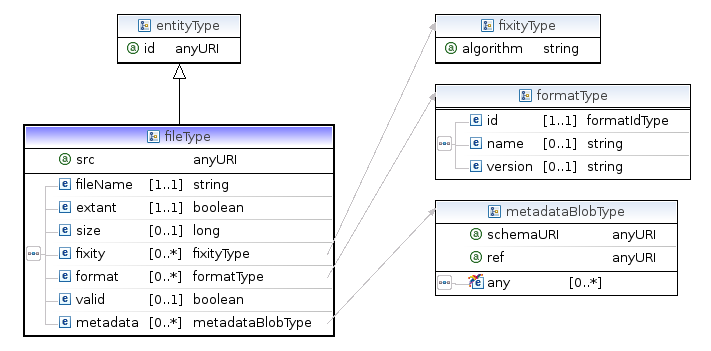 entityType
id anyURI
fileType
src anyURI
fileName [1..1] string
extant [1..1] boolean
size [0..1] long
fixity [0..*] fixityType
format [0..*] formatType
valid [0..1] boolean
metadata [0..*] metadataBlobType
fixityType
algorithm string
formatType
id [1..1] formatIdType
name [0..1] string
version [0..1] string
metadataBlobType
schemaURI anyURI
ref anyURI
any [0..*]